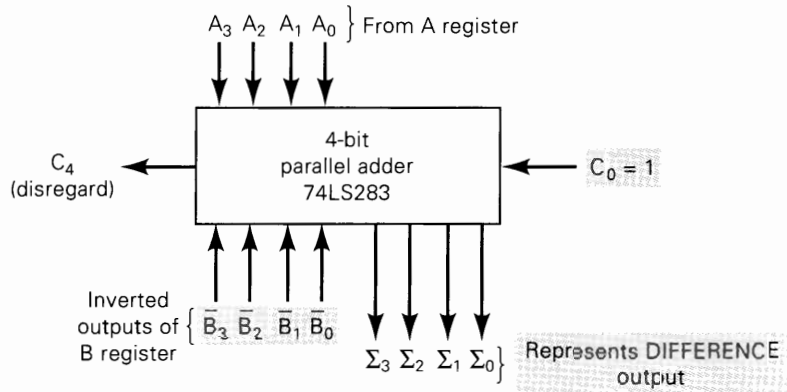 A₃ A₂ A₁ A₀ } From A register
4-bit
parallel adder
74LS283
C₄
(disregard)
C₀ = 1
Inverted
outputs of
B register
{ B̅₃ B̅₂ B̅₁ B̅₀
Σ₃ Σ₂ Σ₁ Σ₀ }
Represents DIFFERENCE
output